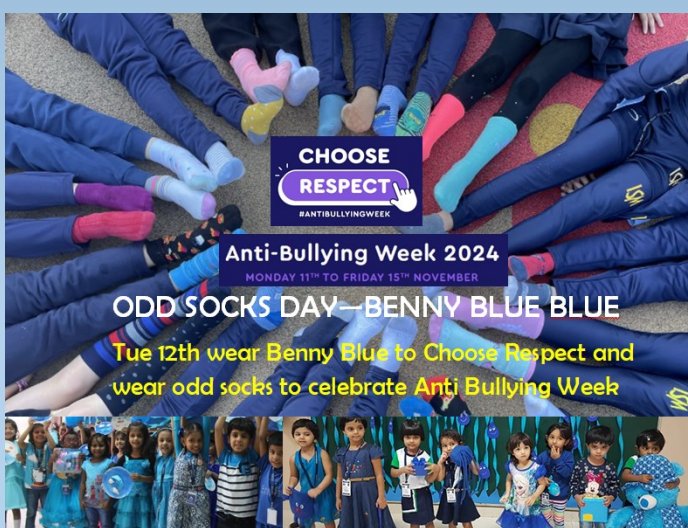 CHOOSE
RESPECT
#ANTIBULLYINGWEEK
Anti-Bullying Week 2024
MONDAY 11TH TO FRIDAY 15TH NOVEMBER
ODD SOCKS DAY—BENNY BLUE BLUE
Tue 12th wear Benny Blue to Choose Respect and
wear odd socks to celebrate Anti Bullying Week